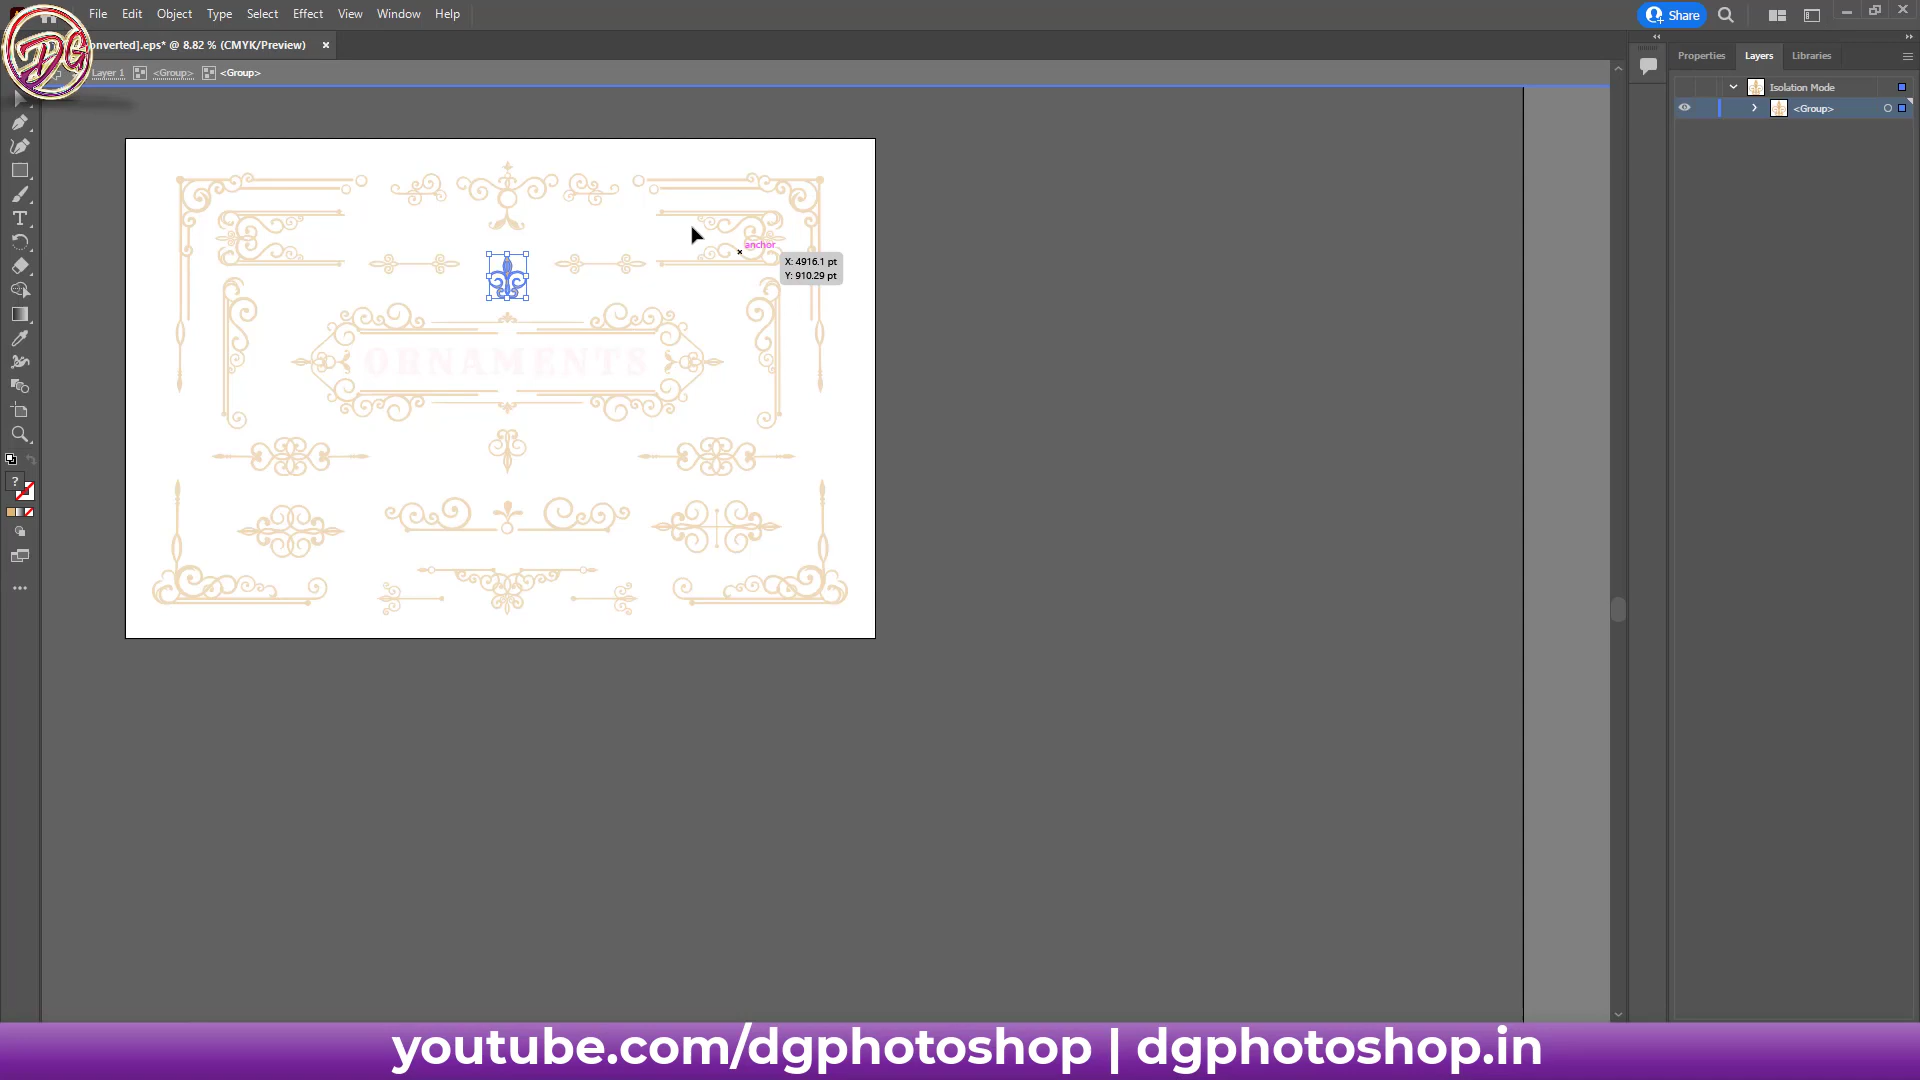 File Edit Object Type Select Effect View Window Help
Share
DG
onverted].eps* @ 8.82 % (CMYK/Preview) ×
Layer 1 <Group> <Group>
Properties Layers Libraries
Isolation Mode
<Group>
anchor
X: 4916.1 pt
Y: 910.29 pt
ORNAMENTS
youtube.com/dgphotoshop | dgphotoshop.in